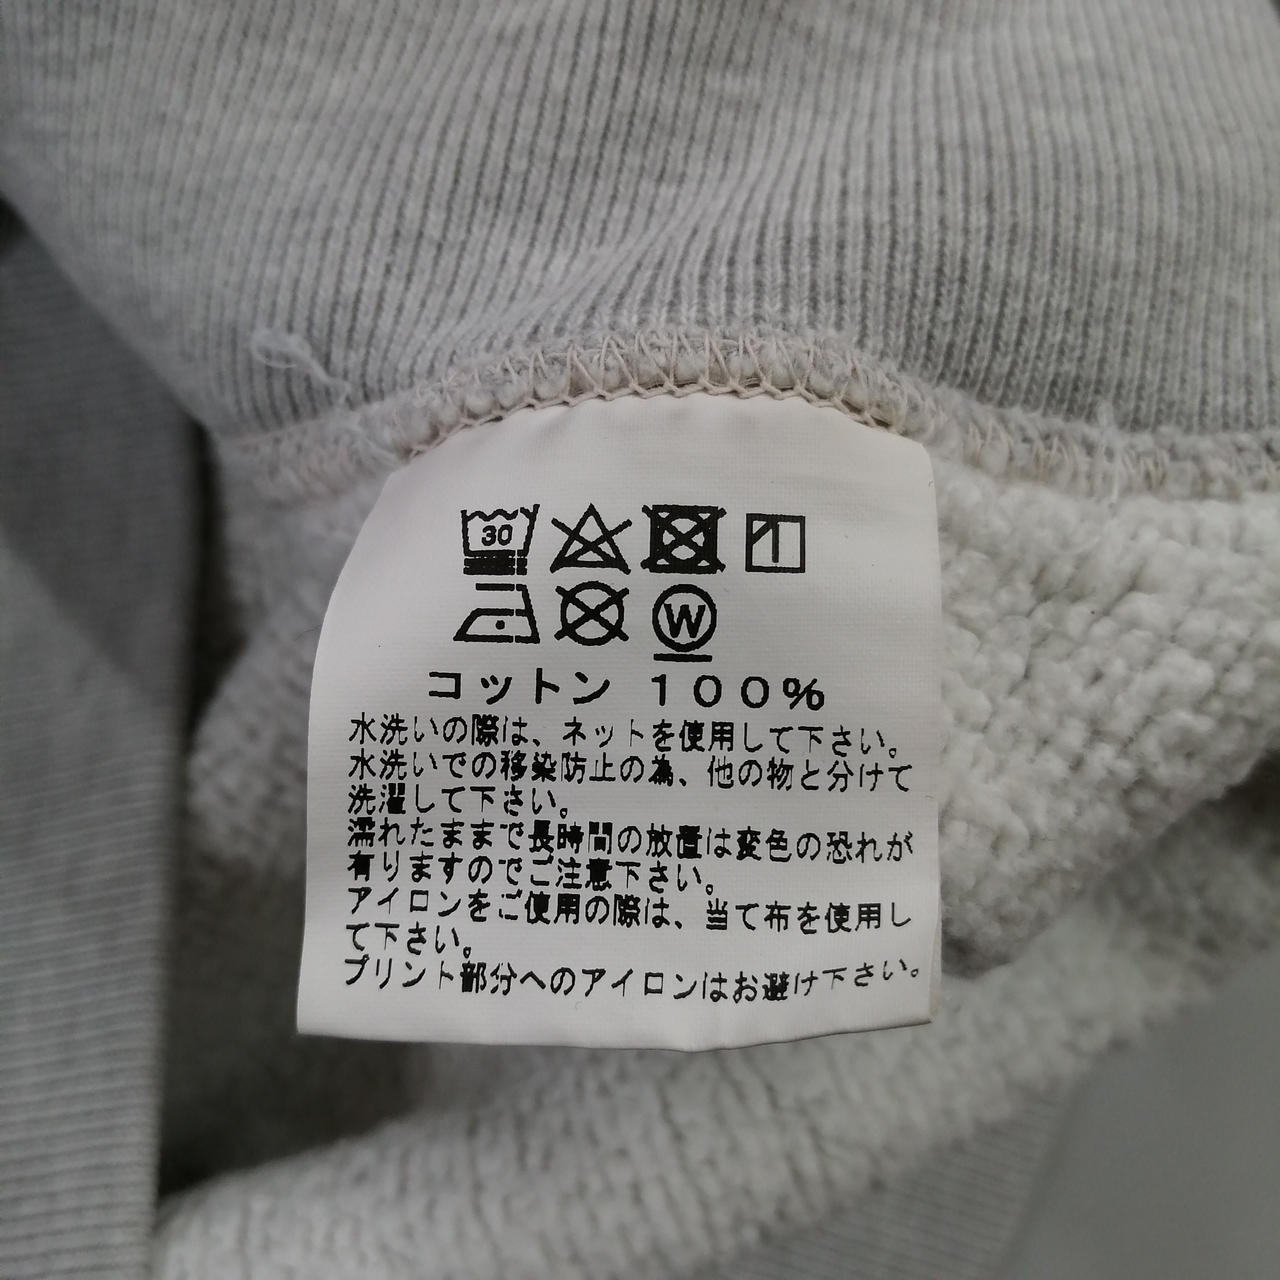 30
W
コットン 100%
水洗いの際は、ネットを使用して下さい。
水洗いでの移染防止の為、他の物と分けて
洗濯して下さい。
濡れたままで長時間の放置は変色の恐れが
有りますのでご注意下さい。
アイロンをご使用の際は、当て布を使用し
て下さい。
プリント部分へのアイロンはお避け下さい。